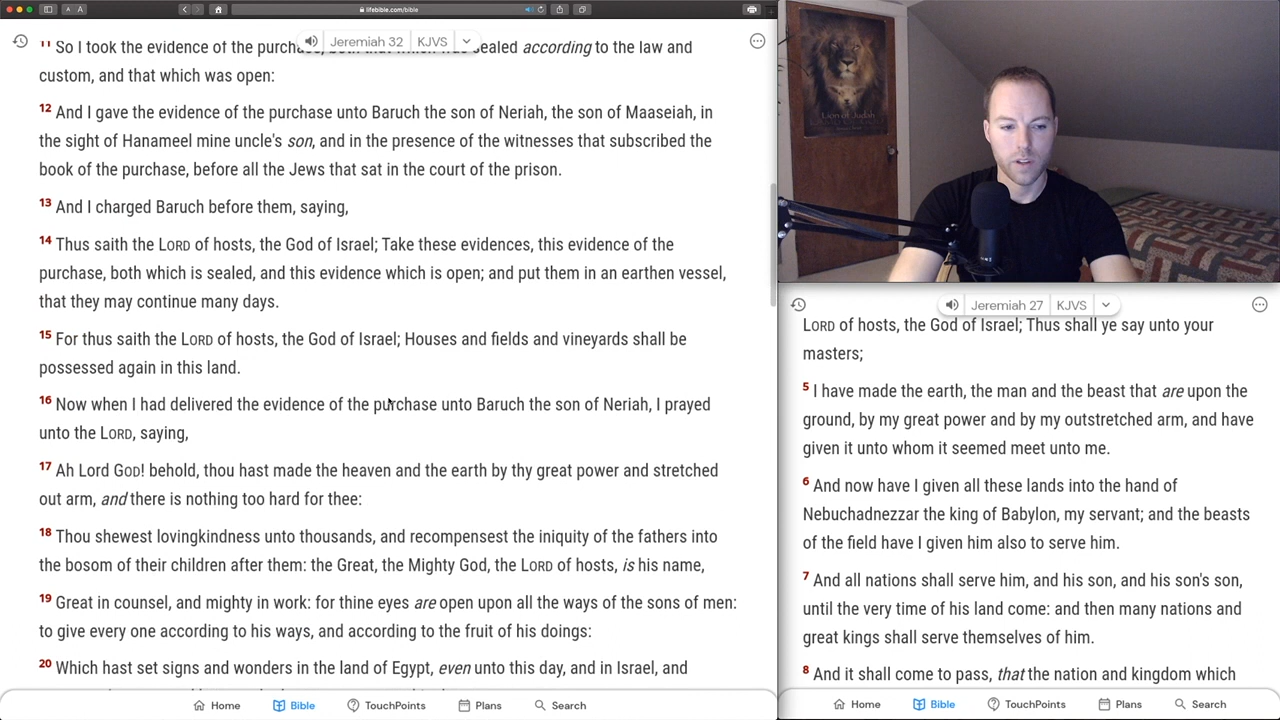 A A
lifebible.com/bible
Jeremiah 32 KJVS
11 So I took the evidence of the purchase, both that which was sealed according to the law and
custom, and that which was open:
12 And I gave the evidence of the purchase unto Baruch the son of Neriah, the son of Maaseiah, in
the sight of Hanameel mine uncle's son, and in the presence of the witnesses that subscribed the
book of the purchase, before all the Jews that sat in the court of the prison.
13 And I charged Baruch before them, saying,
14 Thus saith the LORD of hosts, the God of Israel; Take these evidences, this evidence of the
purchase, both which is sealed, and this evidence which is open; and put them in an earthen vessel,
that they may continue many days.
15 For thus saith the LORD of hosts, the God of Israel; Houses and fields and vineyards shall be
possessed again in this land.
16 Now when I had delivered the evidence of the purchase unto Baruch the son of Neriah, I prayed
unto the LORD, saying,
17 Ah Lord GOD! behold, thou hast made the heaven and the earth by thy great power and stretched
out arm, and there is nothing too hard for thee:
18 Thou shewest lovingkindness unto thousands, and recompensest the iniquity of the fathers into
the bosom of their children after them: the Great, the Mighty God, the LORD of hosts, is his name,
19 Great in counsel, and mighty in work: for thine eyes are open upon all the ways of the sons of men:
to give every one according to his ways, and according to the fruit of his doings:
20 Which hast set signs and wonders in the land of Egypt, even unto this day, and in Israel, and
Home Bible TouchPoints Plans Search
Lion of Judah
Jeremiah 27 KJVS
LORD of hosts, the God of Israel; Thus shall ye say unto your
masters;
5 I have made the earth, the man and the beast that are upon the
ground, by my great power and by my outstretched arm, and have
given it unto whom it seemed meet unto me.
6 And now have I given all these lands into the hand of
Nebuchadnezzar the king of Babylon, my servant; and the beasts
of the field have I given him also to serve him.
7 And all nations shall serve him, and his son, and his son's son,
until the very time of his land come: and then many nations and
great kings shall serve themselves of him.
8 And it shall come to pass, that the nation and kingdom which
Home Bible TouchPoints Plans Search